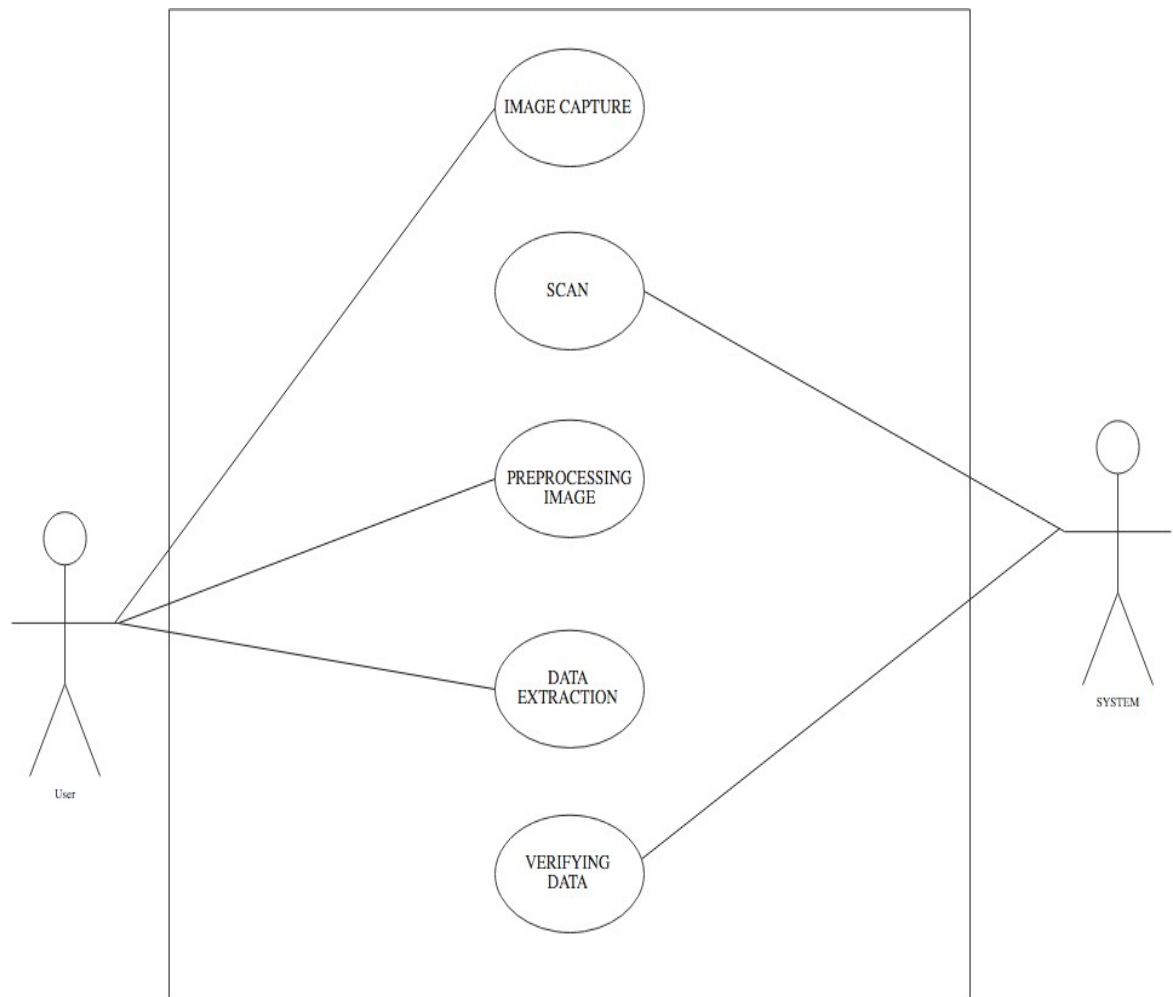 IMAGE CAPTURE
SCAN
PREPROCESSING
IMAGE
DATA
EXTRACTION
VERIFYING
DATA
User
SYSTEM